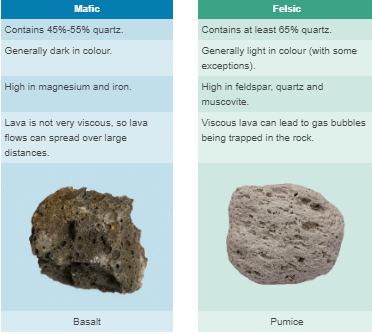 Mafic
Contains 45%-55% quartz.
Generally dark in colour.
High in magnesium and iron.
Lava is not very viscous, so lava
flows can spread over large
distances.
Basalt
Felsic
Contains at least 65% quartz.
Generally light in colour (with some
exceptions).
High in feldspar, quartz and
muscovite.
Viscous lava can lead to gas bubbles
being trapped in the rock.
Pumice